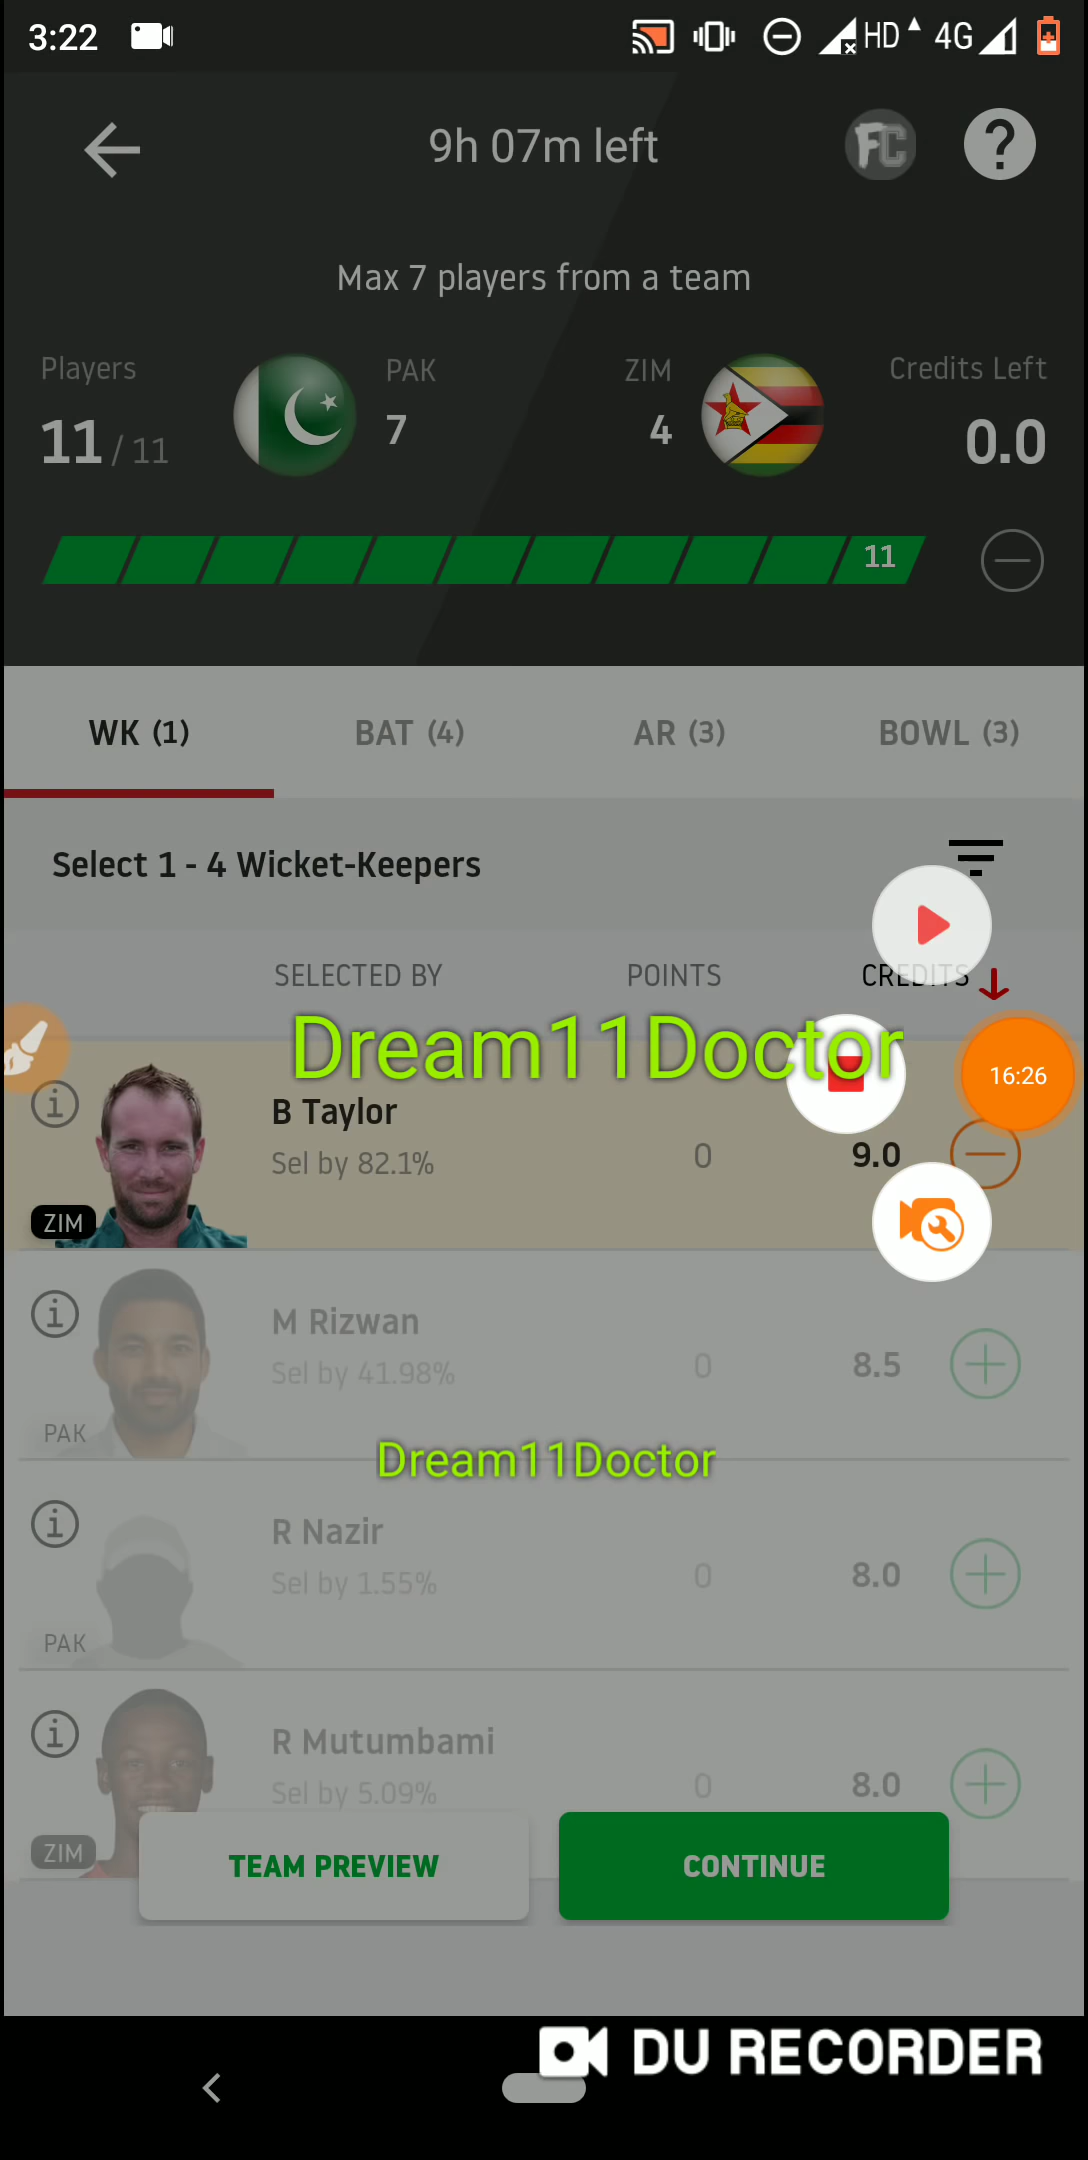 3:22
HD 4G
9h 07m left
FC
?
Max 7 players from a team
Players
PAK
ZIM
Credits Left
11 / 11
7
4
0.0
11
WK (1)
BAT (4)
AR (3)
BOWL (3)
Select 1 - 4 Wicket-Keepers
SELECTED BY
POINTS
CREDITS
Dream11Doctor
16:26
B Taylor
Sel by 82.1%
0
9.0
ZIM
M Rizwan
Sel by 41.98%
0
8.5
PAK
Dream11Doctor
R Nazir
Sel by 1.55%
0
8.0
PAK
R Mutumbami
Sel by 5.09%
0
8.0
ZIM
TEAM PREVIEW
CONTINUE
DU RECORDER